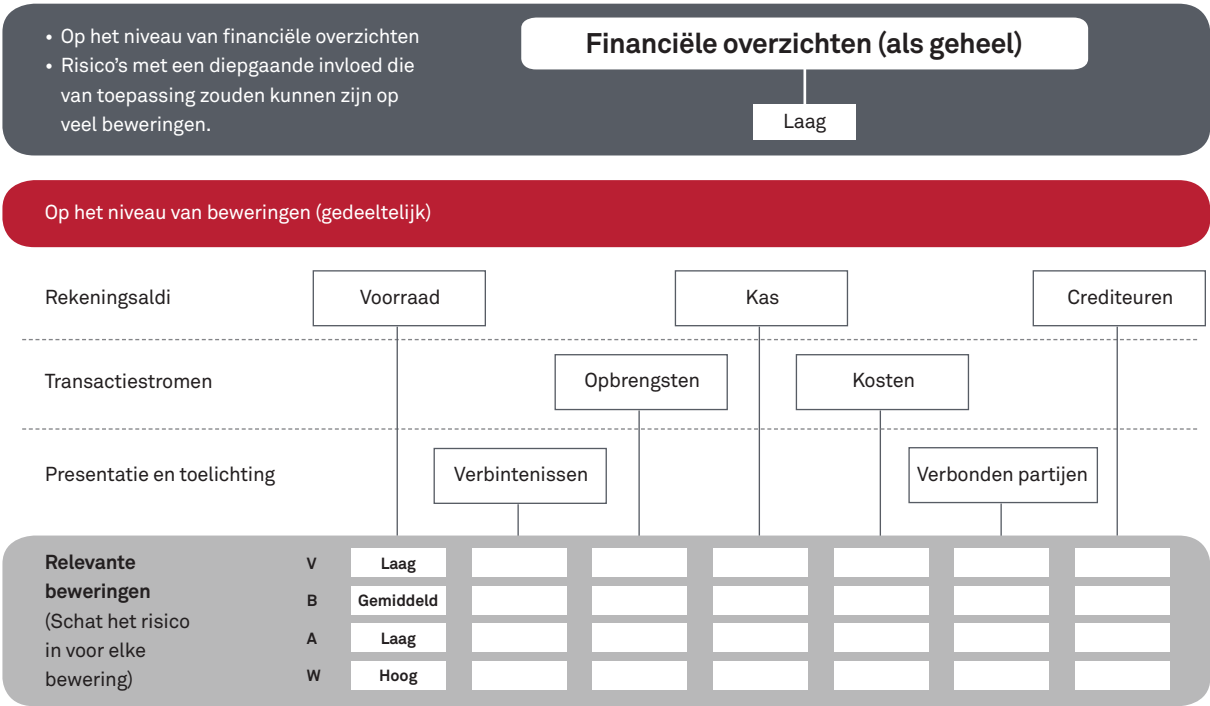 • Op het niveau van financiële overzichten
• Risico's met een diepgaande invloed die
van toepassing zouden kunnen zijn op
veel beweringen.
Financiële overzichten (als geheel)
Laag
Op het niveau van beweringen (gedeeltelijk)
Rekeningsaldi
Voorraad
Kas
Crediteuren
Transactiestromen
Opbrengsten
Kosten
Presentatie en toelichting
Verbintenissen
Verbonden partijen
Relevante
beweringen
(Schat het risico
in voor elke
bewering)
V Laag
B Gemiddeld
A Laag
W Hoog